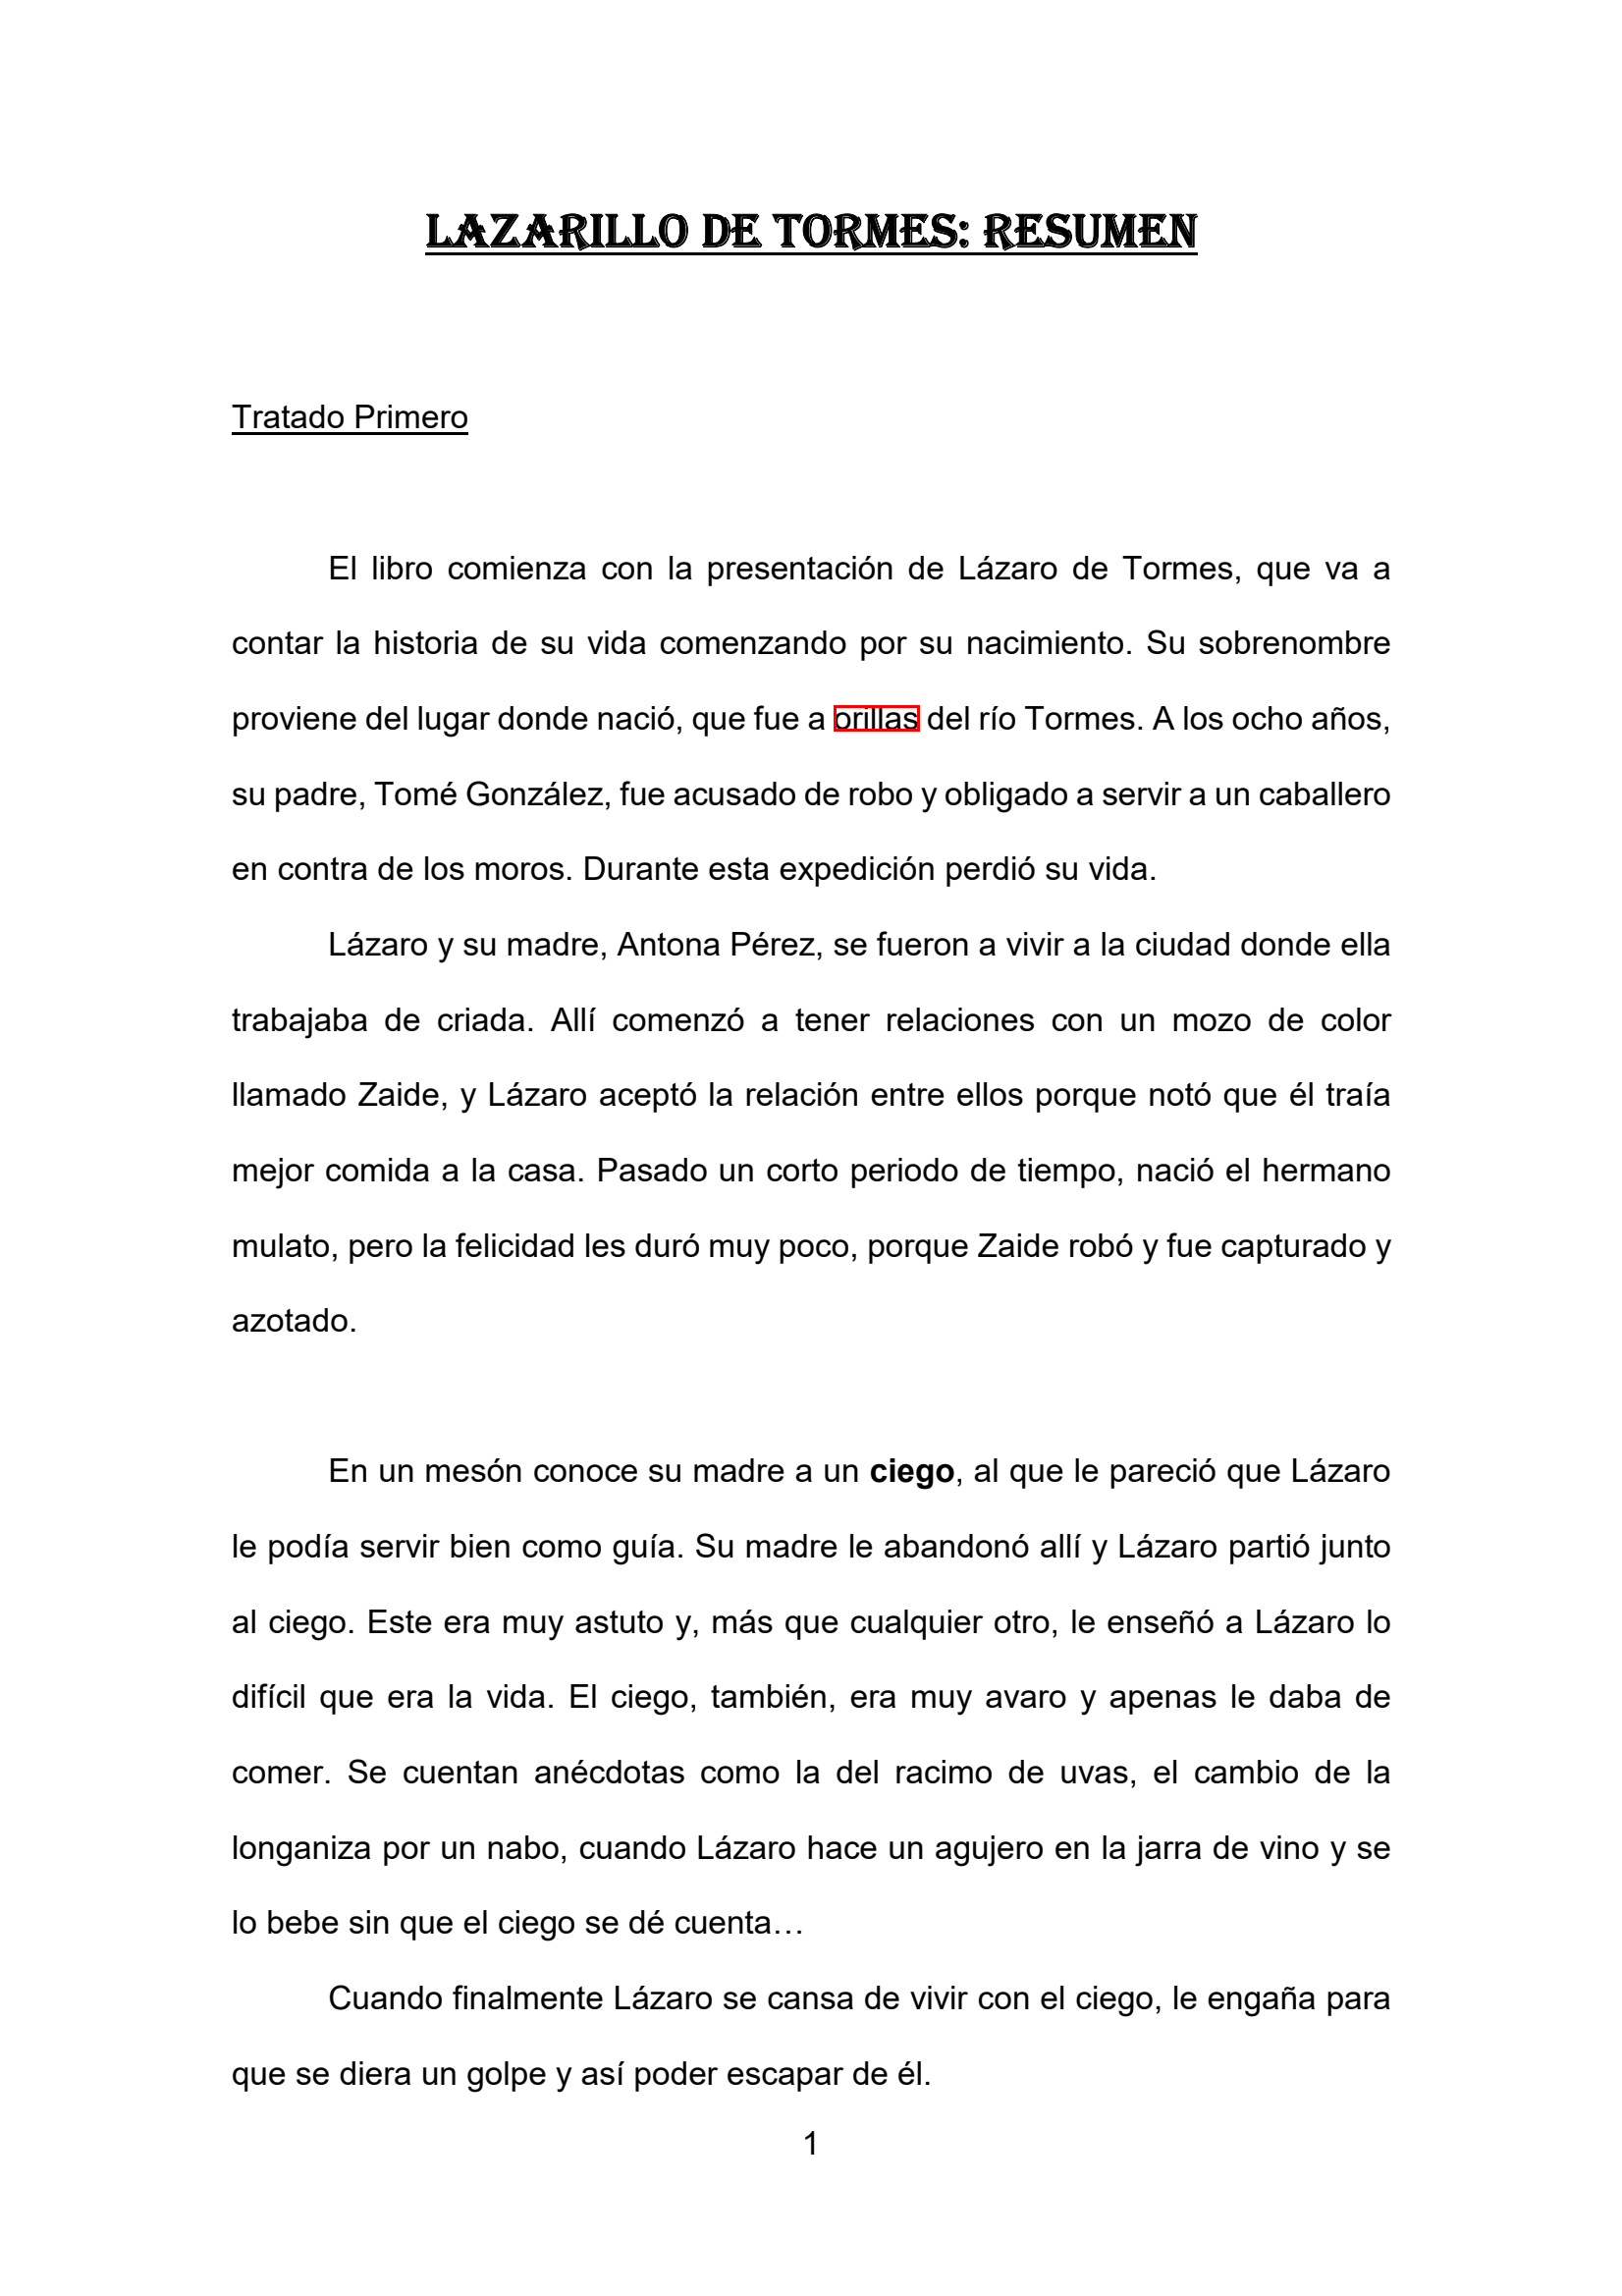 LAZARILLO DE TORMES: RESUMEN
Tratado Primero
El libro comienza con la presentación de Lázaro de Tormes, que va a
contar la historia de su vida comenzando por su nacimiento. Su sobrenombre
proviene del lugar donde nació, que fue a orillas del río Tormes. A los ocho años,
su padre, Tomé González, fue acusado de robo y obligado a servir a un caballero
en contra de los moros. Durante esta expedición perdió su vida.
Lázaro y su madre, Antona Pérez, se fueron a vivir a la ciudad donde ella
trabajaba de criada. Allí comenzó a tener relaciones con un mozo de color
llamado Zaide, y Lázaro aceptó la relación entre ellos porque notó que él traía
mejor comida a la casa. Pasado un corto periodo de tiempo, nació el hermano
mulato, pero la felicidad les duró muy poco, porque Zaide robó y fue capturado y
azotado.
En un mesón conoce su madre a un ciego, al que le pareció que Lázaro
le podía servir bien como guía. Su madre le abandonó allí y Lázaro partió junto
al ciego. Este era muy astuto y, más que cualquier otro, le enseñó a Lázaro lo
difícil que era la vida. El ciego, también, era muy avaro y apenas le daba de
comer. Se cuentan anécdotas como la del racimo de uvas, el cambio de la
longaniza por un nabo, cuando Lázaro hace un agujero en la jarra de vino y se
lo bebe sin que el ciego se dé cuenta…
Cuando finalmente Lázaro se cansa de vivir con el ciego, le engaña para
que se diera un golpe y así poder escapar de él.
1